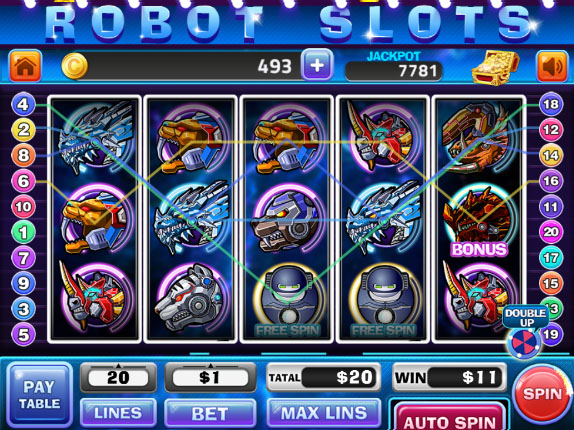 ROBOT SLOTS
493 +
JACKPOT
7781
4 18
2 12
8 14
6 16
10 11
1 20
7 17
9 15
3 13
5 19
BONUS
FREE SPIN FREE SPIN
DOUBLE
UP
PAY
TABLE
20 $1 TOTAL $20 WIN $11
LINES BET MAX LINS
AUTO SPIN
SPIN